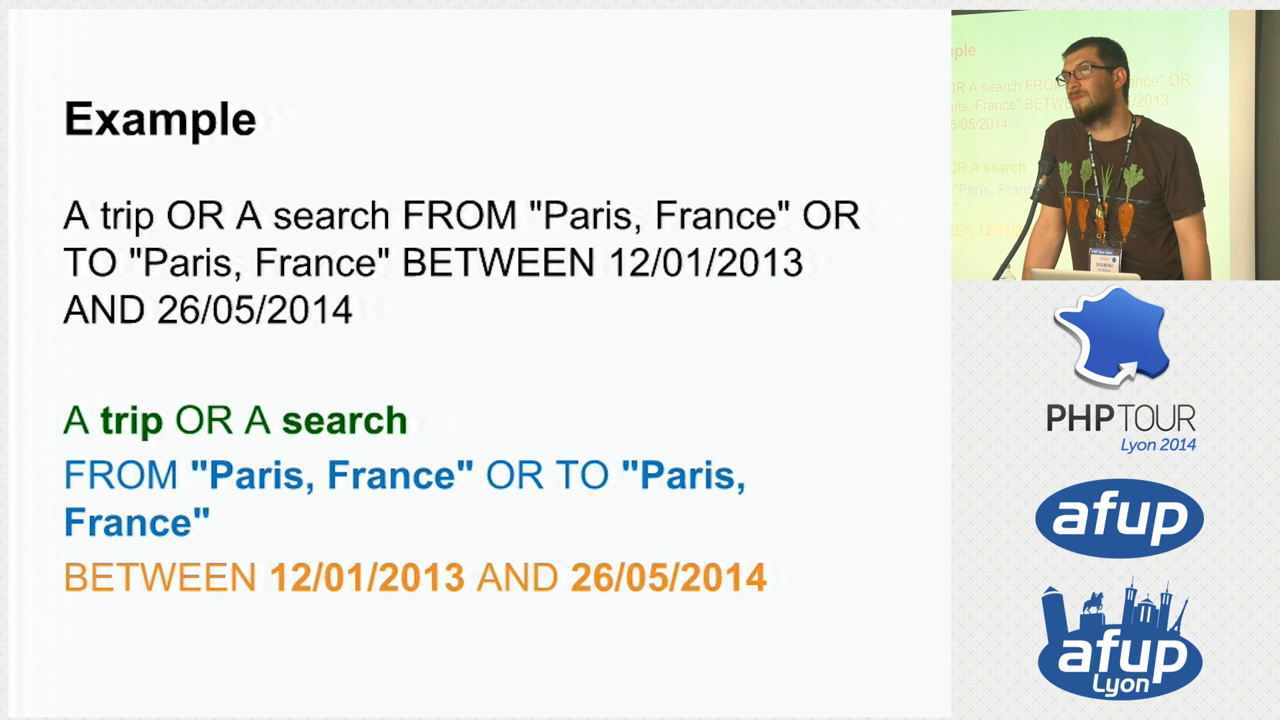 Example
A trip OR A search FROM "Paris, France" OR
TO "Paris, France" BETWEEN 12/01/2013
AND 26/05/2014
A trip OR A search
FROM "Paris, France" OR TO "Paris,
France"
BETWEEN 12/01/2013 AND 26/05/2014
PHPTOUR
Lyon 2014
afup
afup
Lyon